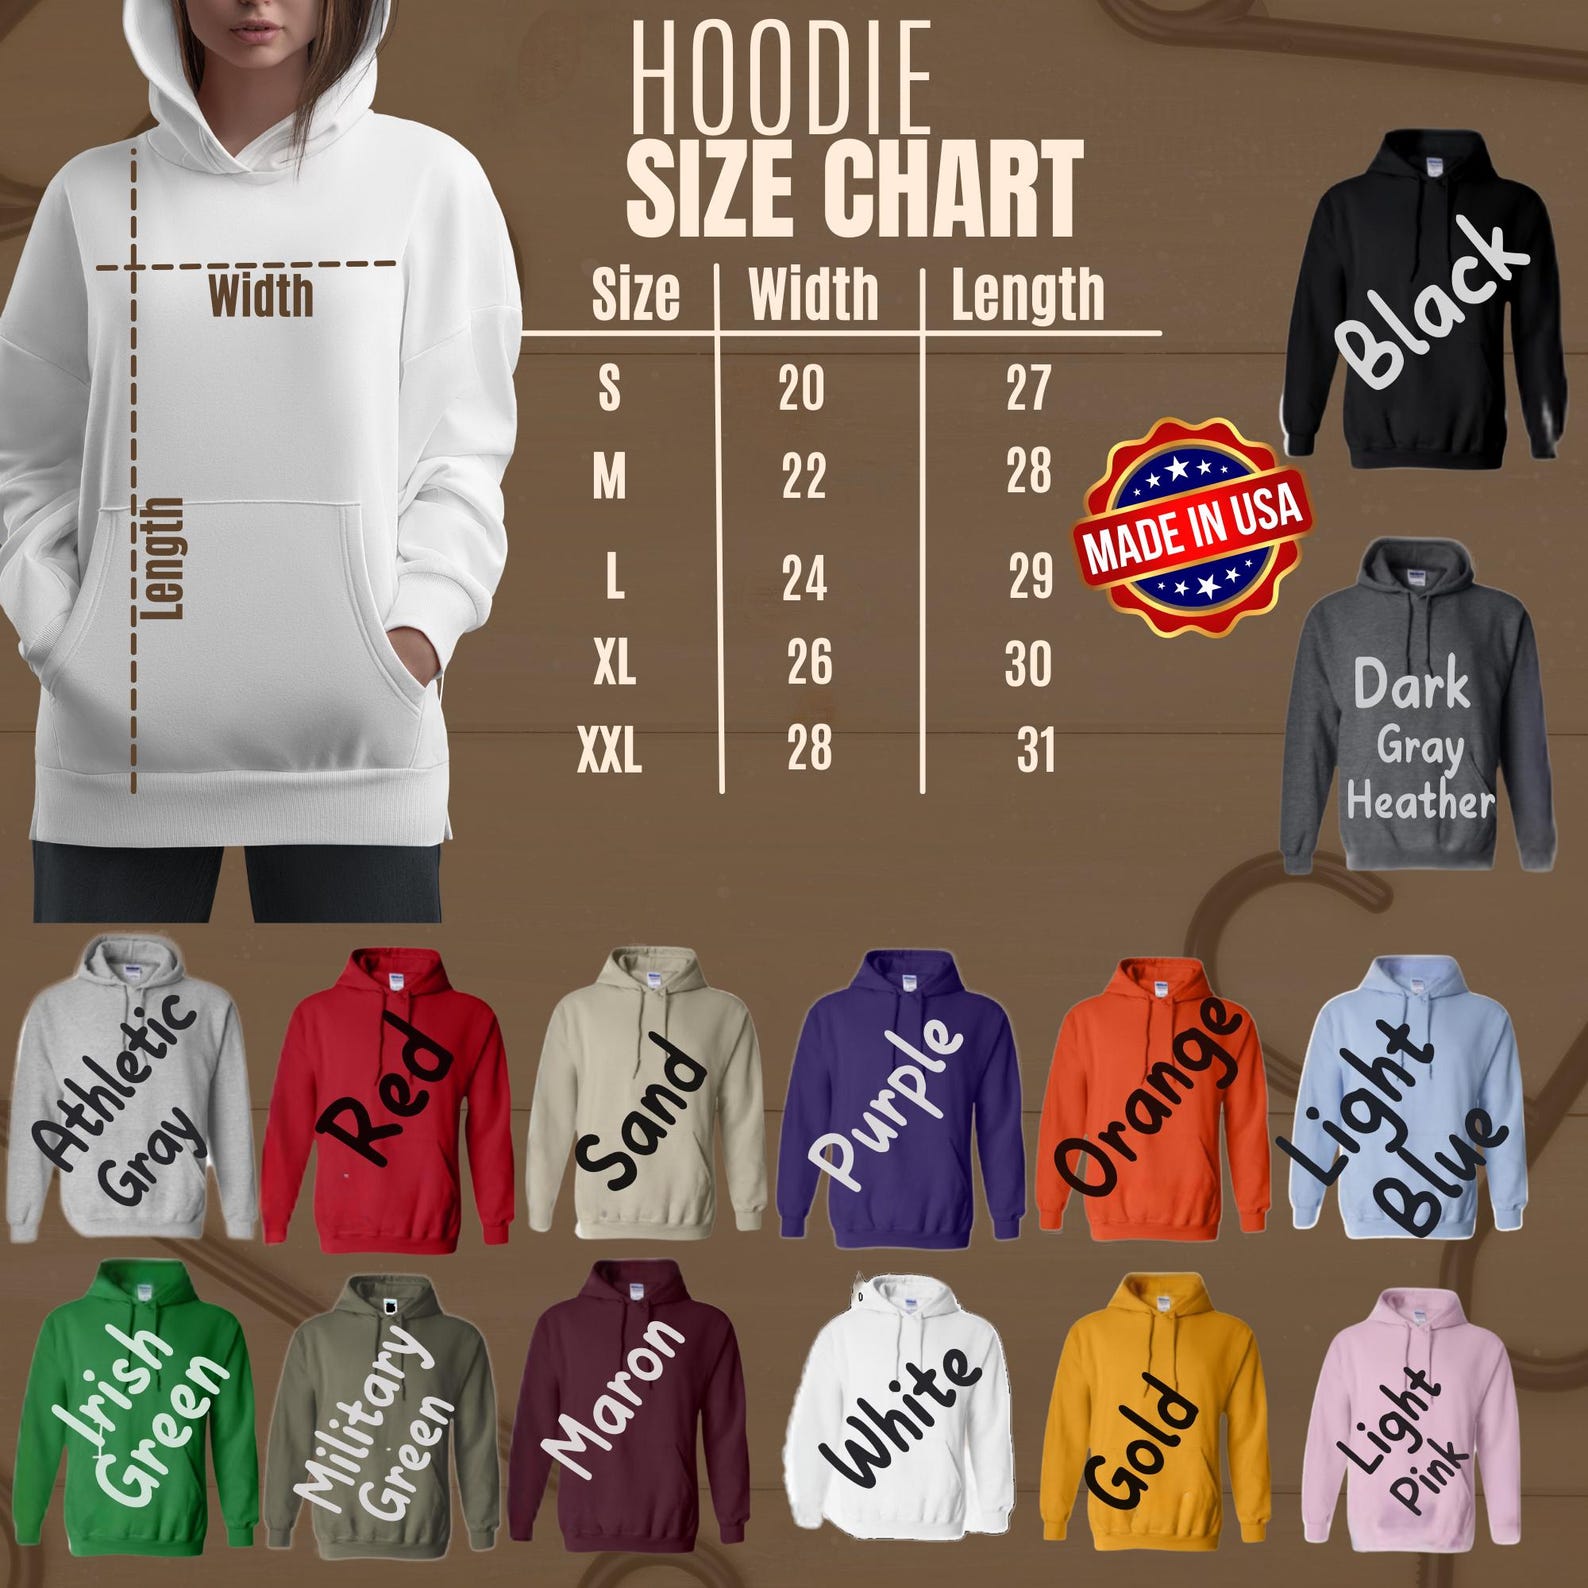 HOODIE
SIZE CHART
Size Width Length
S 20 27
M 22 28
L 24 29
XL 26 30
XXL 28 31
Width
Length
MADE IN USA
Black
Dark
Gray
Heather
Athletic
Gray
Red
Sand
Purple
Orange
Light
Blue
Irish
Green
Military
Green
Maron
White
Gold
Light
Pink